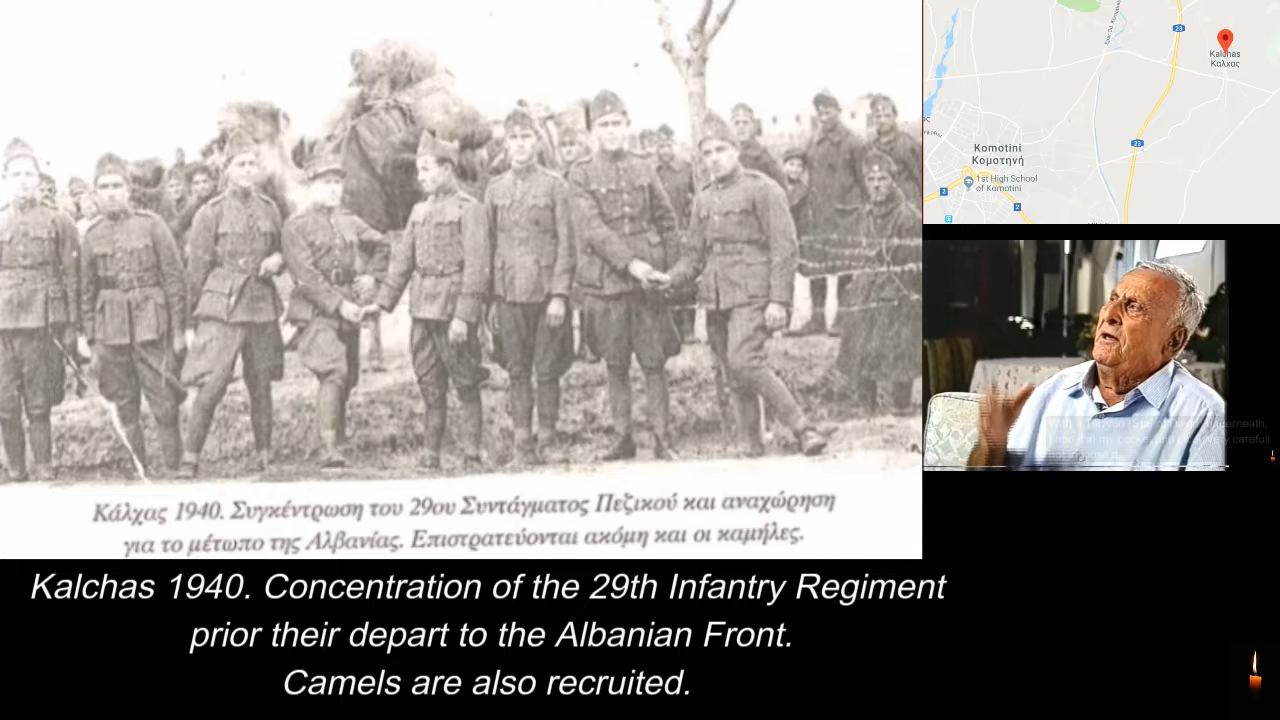 Κάλχας 1940. Συγκέντρωση του 29ου Συντάγματος Πεζικού και αναχώρηση
για το μέτωπο της Αλβανίας. Επιστρατεύονται ακόμη και οι καμήλες.
Kalchas 1940. Concentration of the 29th Infantry Regiment
prior their depart to the Albanian Front.
Camels are also recruited.
23
Kalchas
Κάλχας
23
Komotini
Κομοτηνή
1st High School
of Komotini
2
2